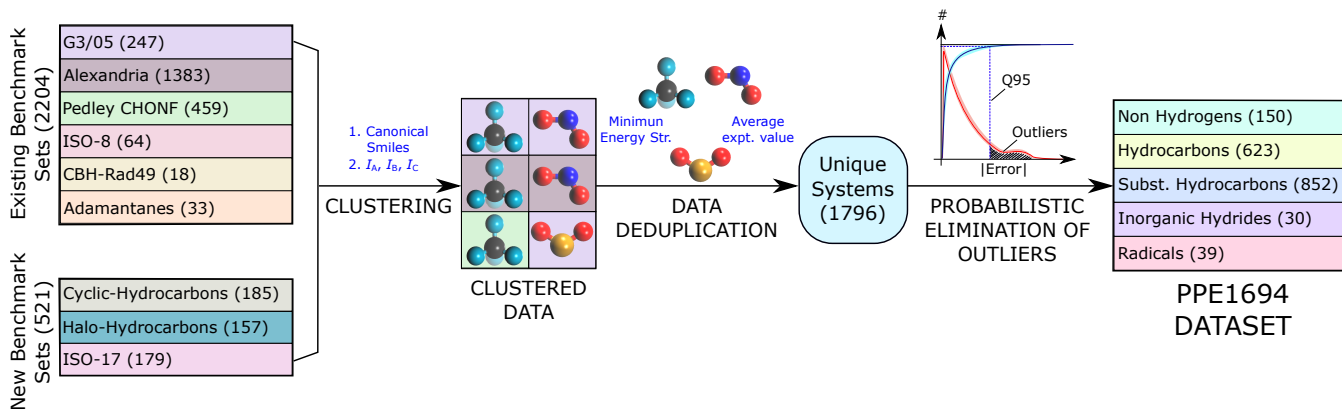 Existing Benchmark
Sets (2204)
G3/05 (247)
Alexandria (1383)
Pedley CHONF (459)
ISO-8 (64)
CBH-Rad49 (18)
Adamantanes (33)
New Benchmark
Sets (521)
Cyclic-Hydrocarbons (185)
Halo-Hydrocarbons (157)
ISO-17 (179)
1. Canonical
Smiles
2. I_A, I_B, I_C
CLUSTERING
CLUSTERED
DATA
Minimun
Energy Str.
Average
expt. value
DATA
DEDUPLICATION
Unique
Systems
(1796)
#
Q95
Outliers
|Error|
PROBABILISTIC
ELIMINATION OF
OUTLIERS
Non Hydrogens (150)
Hydrocarbons (623)
Subst. Hydrocarbons (852)
Inorganic Hydrides (30)
Radicals (39)
PPE1694
DATASET